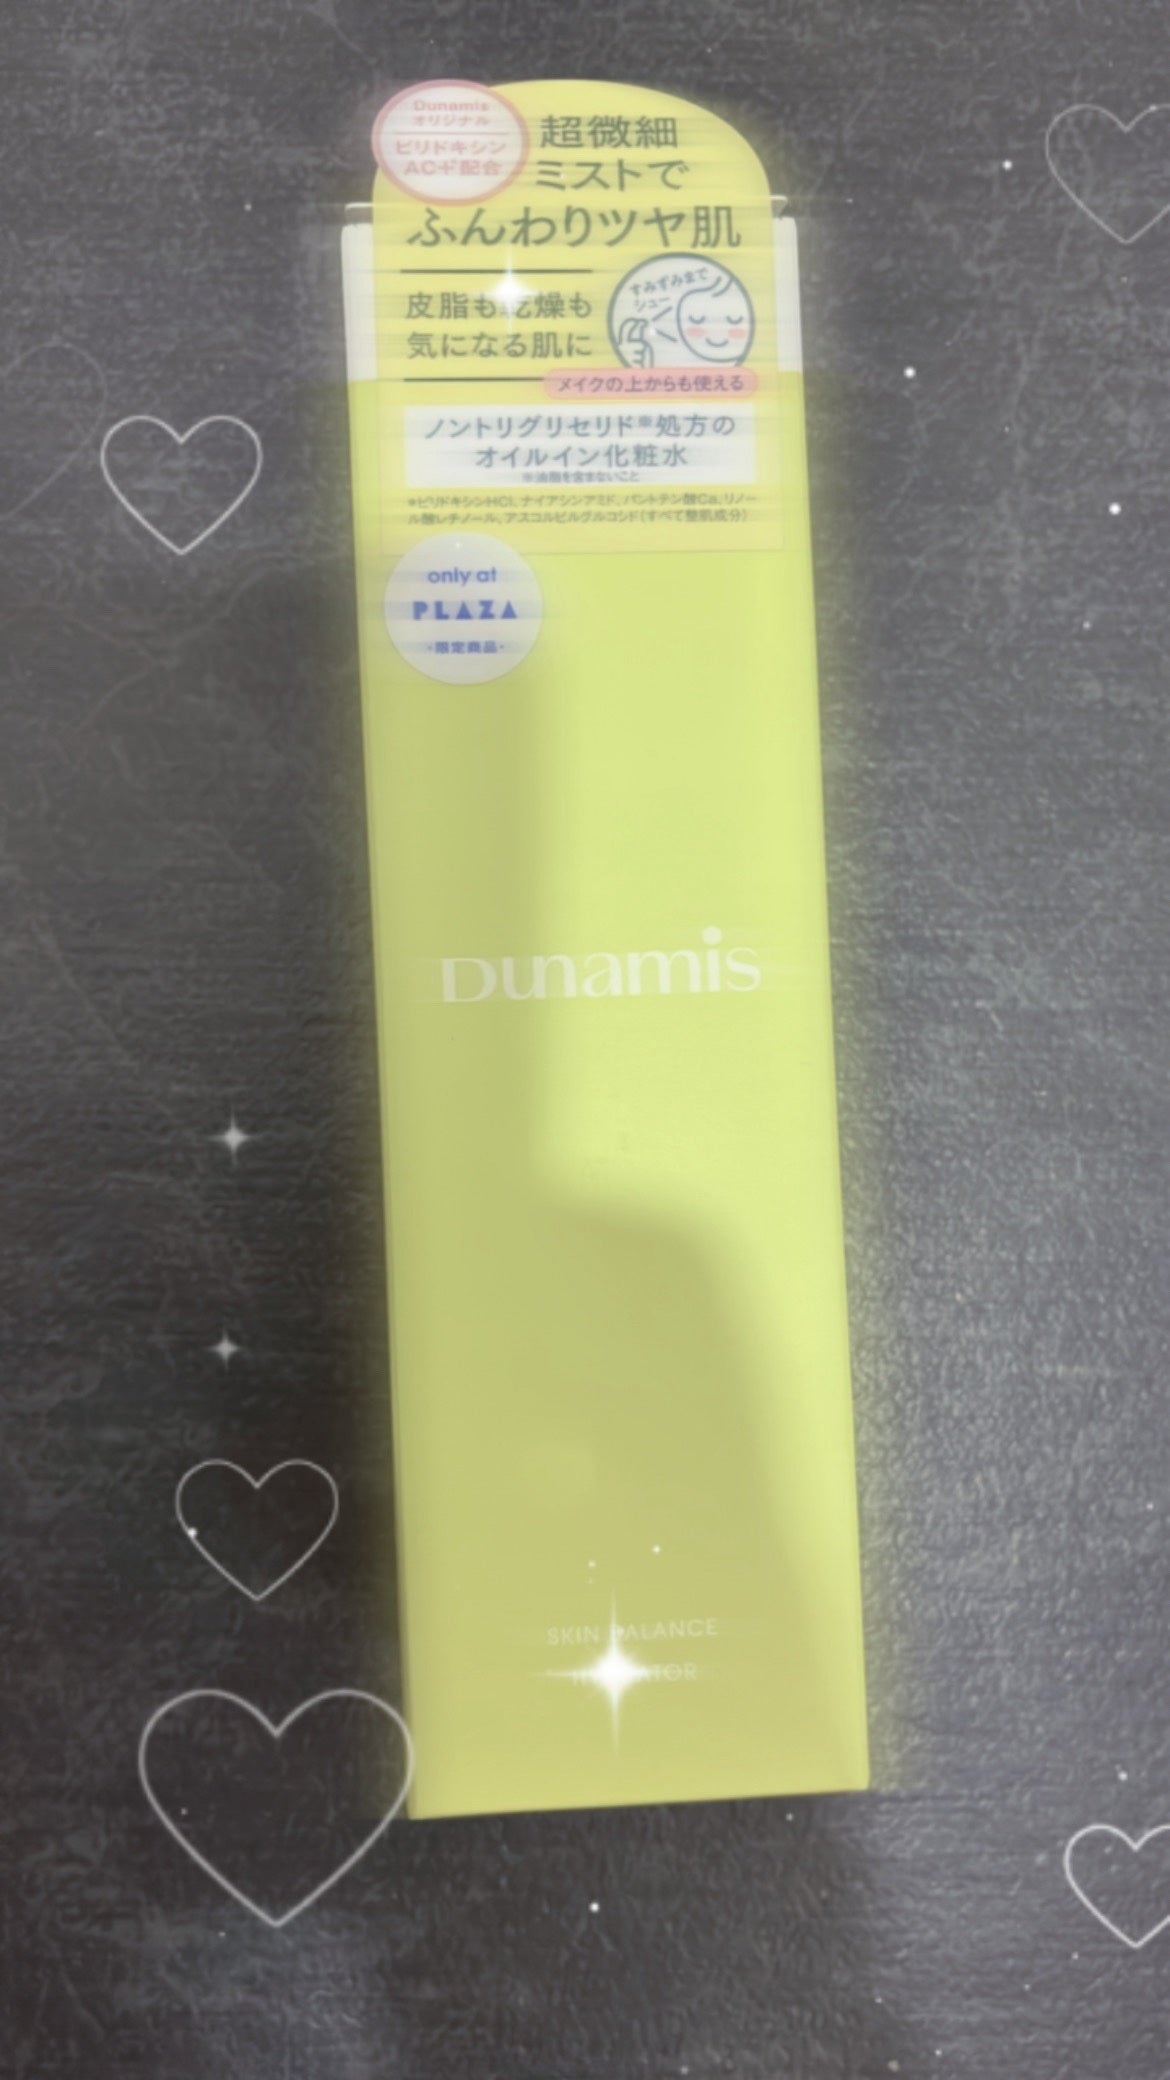 Dunamis
オリジナル
ピリドキシン
AC+*配合
超微細
ミストで
ふんわりツヤ肌
皮脂も乾燥も
気になる肌に
すみずみまで
シュー
メイクの上からも使える
ノントリグリセリド※処方の
オイルイン化粧水
※油脂を含まないこと
*ピリドキシンHCl、ナイアシンアミド、パントテン酸Ca、リノー
ル酸レチノール、アスコルビルグルコシド(すべて整肌成分)
only at
PLAZA
・限定商品・
Dunamis
SKIN BALANCE